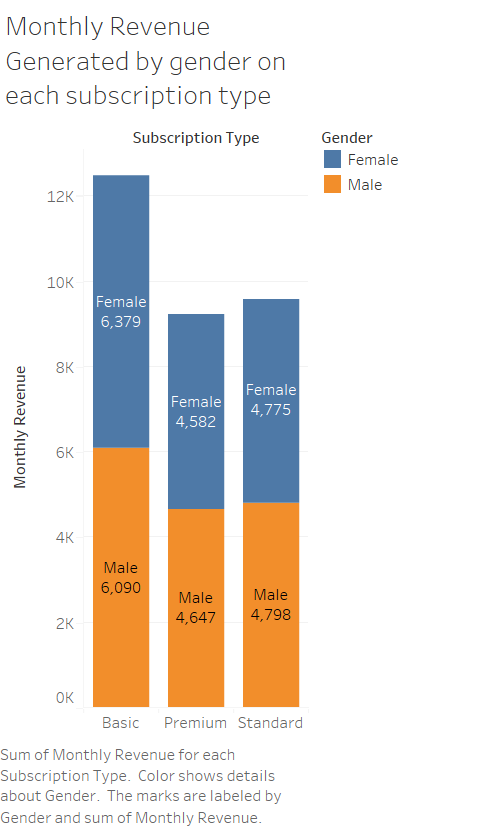 Monthly Revenue
Generated by gender on
each subscription type
Subscription Type
Gender
Female
Male
12K
10K
8K
6K
4K
2K
0K
Monthly Revenue
Female
6,379
Male
6,090
Female
4,582
Male
4,647
Female
4,775
Male
4,798
Basic
Premium
Standard
Sum of Monthly Revenue for each
Subscription Type. Color shows details
about Gender. The marks are labeled by
Gender and sum of Monthly Revenue.